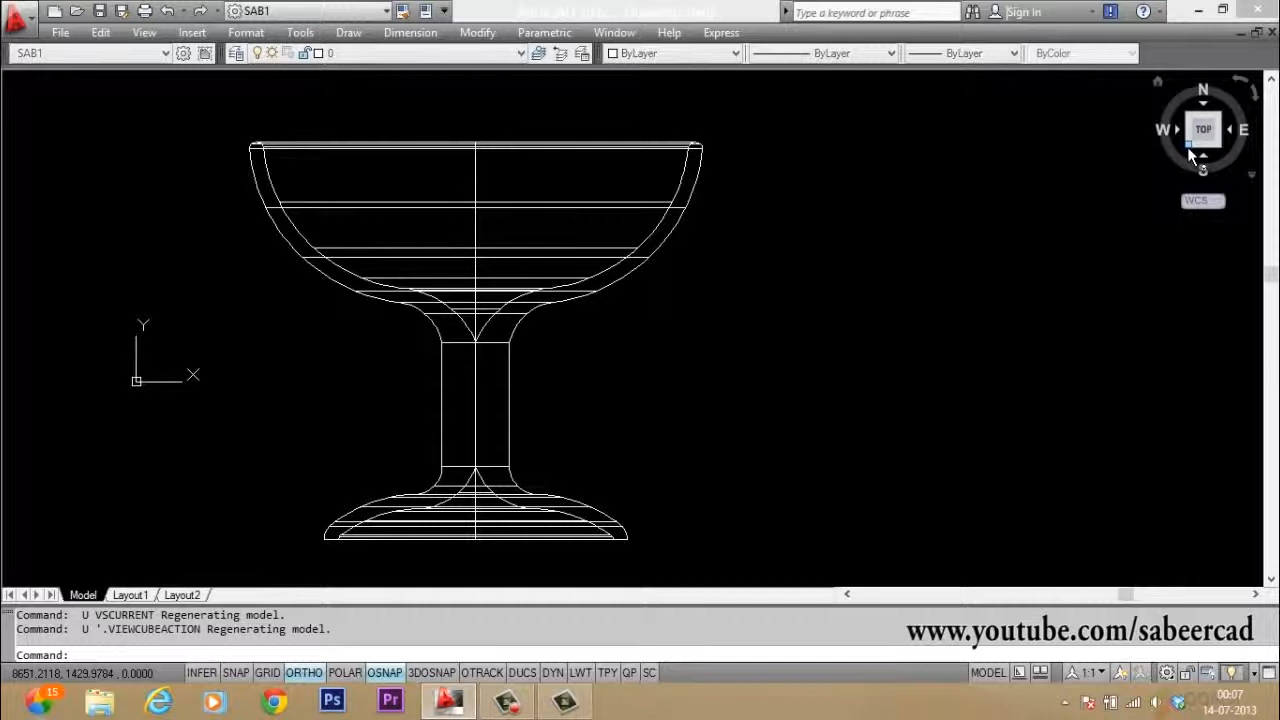 SAB1
Type a keyword or phrase
Sign In
File Edit View Insert Format Tools Draw Dimension Modify Parametric Window Help Express
SAB1
0
ByLayer
ByLayer
ByLayer
ByColor
N
W
TOP
E
S
WCS
Y
X
Model Layout1 Layout2
Command: U VSCURRENT Regenerating model.
Command: U '.VIEWCUBEACTION Regenerating model.
www.youtube.com/sabeercad
Command:
8651.2118, 1429.9784 , 0.0000
INFER SNAP GRID ORTHO POLAR OSNAP 3DOSNAP OTRACK DUCS DYN LWT TPY QP SC
MODEL
1:1
15
Ps
Pr
00:07
14-07-2013